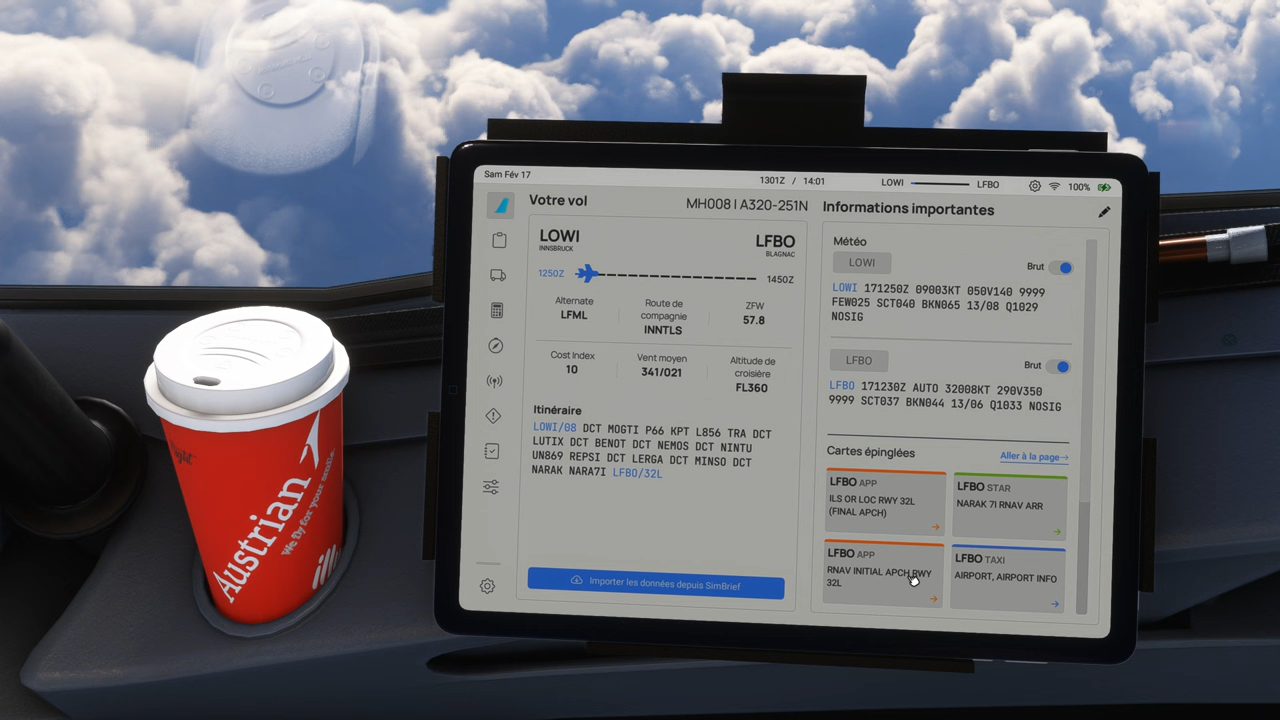 Sam Fév 17
1301Z / 14:01
LOWI LFBO
100%
Votre vol
MH008 | A320-251N
LOWI
INNSBRUCK
LFBO
BLAGNAC
1250Z
1450Z
Alternate
LFML
Route de
compagnie
INNTLS
ZFW
57.8
Cost Index
10
Vent moyen
341/021
Altitude de
croisière
FL360
Itinéraire
LOWI/08 DCT MOGTI P66 KPT L856 TRA DCT
LUTIX DCT BENOT DCT NEMOS DCT NINTU
UN869 REPSI DCT LERGA DCT MINSO DCT
NARAK NARA7I LFBO/32L
Importer les données depuis SimBrief
Informations importantes
Météo
LOWI
Brut
LOWI 171250Z 09003KT 050V140 9999
FEW025 SCT040 BKN065 13/08 Q1029
NOSIG
LFBO
Brut
LFBO 171230Z AUTO 32008KT 290V350
9999 SCT037 BKN044 13/06 Q1033 NOSIG
Cartes épinglées
Aller à la page→
LFBO APP
ILS OR LOC RWY 32L
(FINAL APCH)
LFBO STAR
NARAK 7I RNAV ARR
LFBO APP
RNAV INITIAL APCH RWY
32L
LFBO TAXI
AIRPORT, AIRPORT INFO
Austrian
We fly for your smile.